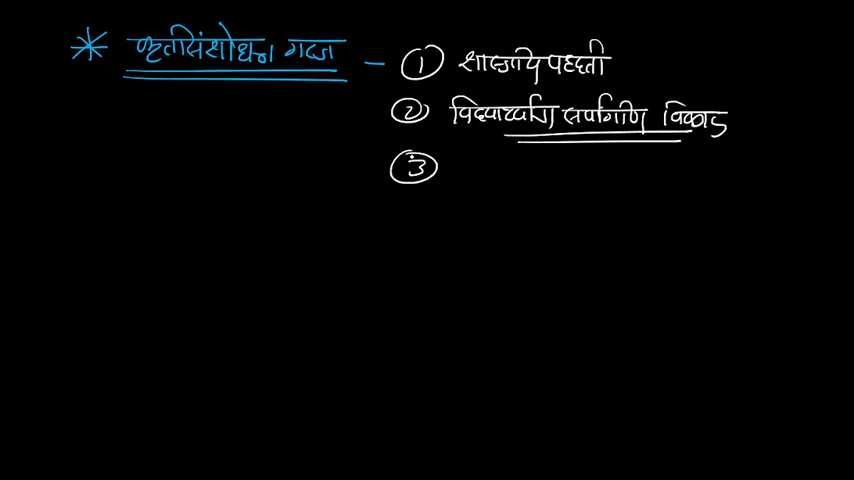 * कृतीसंशोधन गरज - ① शास्त्रीय पद्धती
② विद्यार्थ्यांचा सर्वांगीण विकास
③